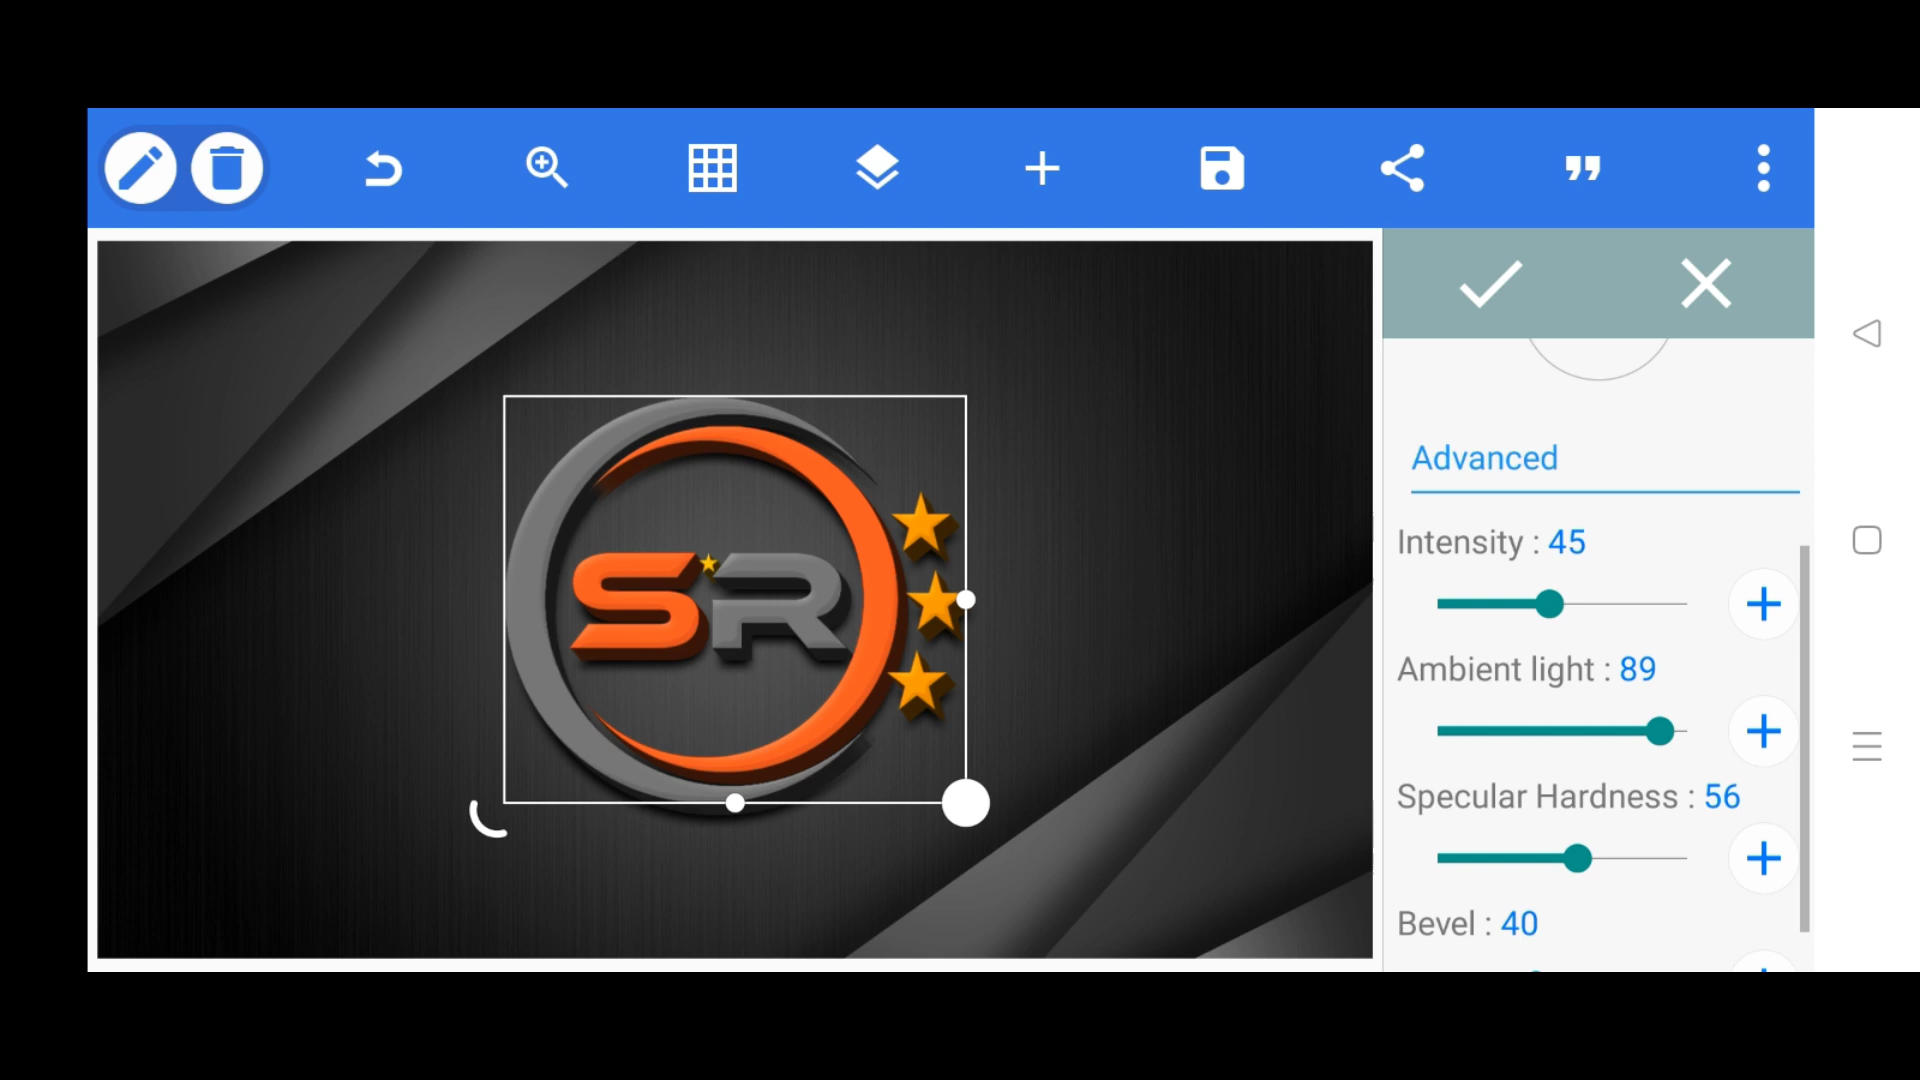 SR
Advanced
Intensity : 45
Ambient light : 89
Specular Hardness : 56
Bevel : 40